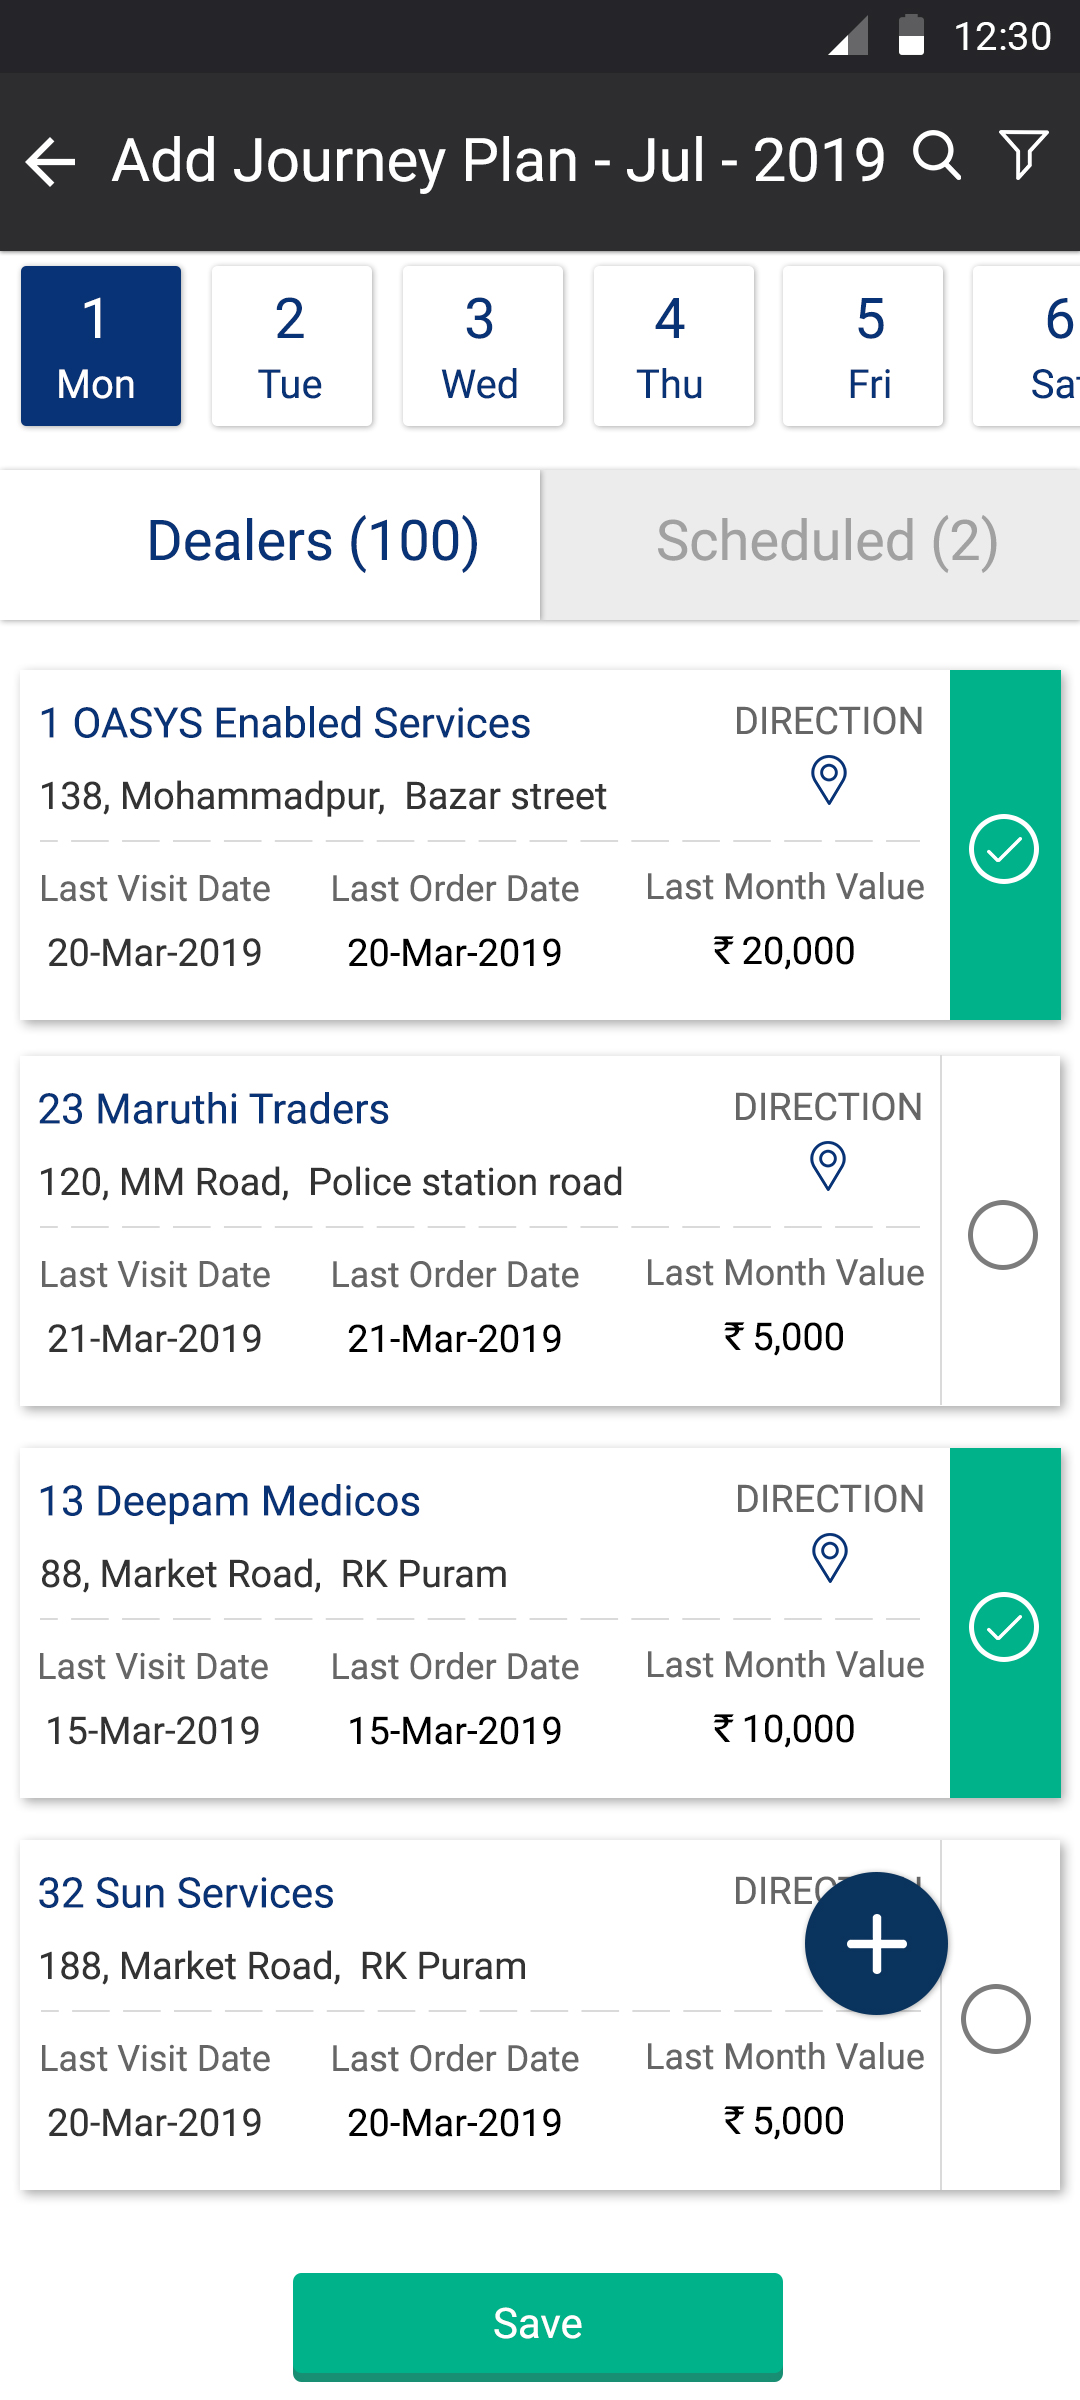 12:30
Add Journey Plan - Jul - 2019
1 2 3 4 5 6
Mon Tue Wed Thu Fri
Dealers (100) Scheduled (2)
1 OASYS Enabled Services DIRECTION
138, Mohammadpur, Bazar street
Last Visit Date Last Order Date Last Month Value
20-Mar-2019 20-Mar-2019 ₹ 20,000
23 Maruthi Traders DIRECTION
120, MM Road, Police station road
Last Visit Date Last Order Date Last Month Value
21-Mar-2019 21-Mar-2019 ₹ 5,000
13 Deepam Medicos DIRECTION
88, Market Road, RK Puram
Last Visit Date Last Order Date Last Month Value
15-Mar-2019 15-Mar-2019 ₹ 10,000
32 Sun Services
188, Market Road, RK Puram
Last Visit Date Last Order Date Last Month Value
20-Mar-2019 20-Mar-2019 ₹ 5,000
Save